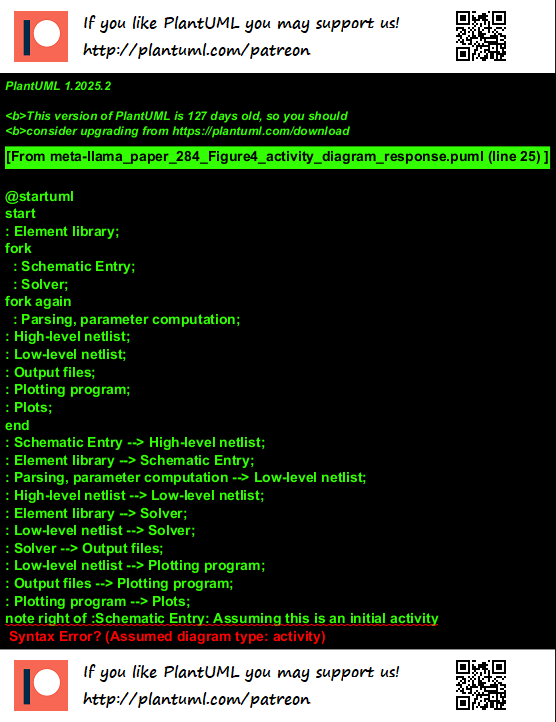 If you like PlantUML you may support us!
http://plantuml.com/patreon
PlantUML 1.2025.2
<b>This version of PlantUML is 127 days old, so you should
<b>consider upgrading from https://plantuml.com/download
[From meta-llama_paper_284_Figure4_activity_diagram_response.puml (line 25) ]
@startuml
start
: Element library;
fork
: Schematic Entry;
: Solver;
fork again
: Parsing, parameter computation;
: High-level netlist;
: Low-level netlist;
: Output files;
: Plotting program;
: Plots;
end
: Schematic Entry --> High-level netlist;
: Element library --> Schematic Entry;
: Parsing, parameter computation --> Low-level netlist;
: High-level netlist --> Low-level netlist;
: Element library --> Solver;
: Low-level netlist --> Solver;
: Solver --> Output files;
: Low-level netlist --> Plotting program;
: Output files --> Plotting program;
: Plotting program --> Plots;
note right of :Schematic Entry: Assuming this is an initial activity
Syntax Error? (Assumed diagram type: activity)
If you like PlantUML you may support us!
http://plantuml.com/patreon